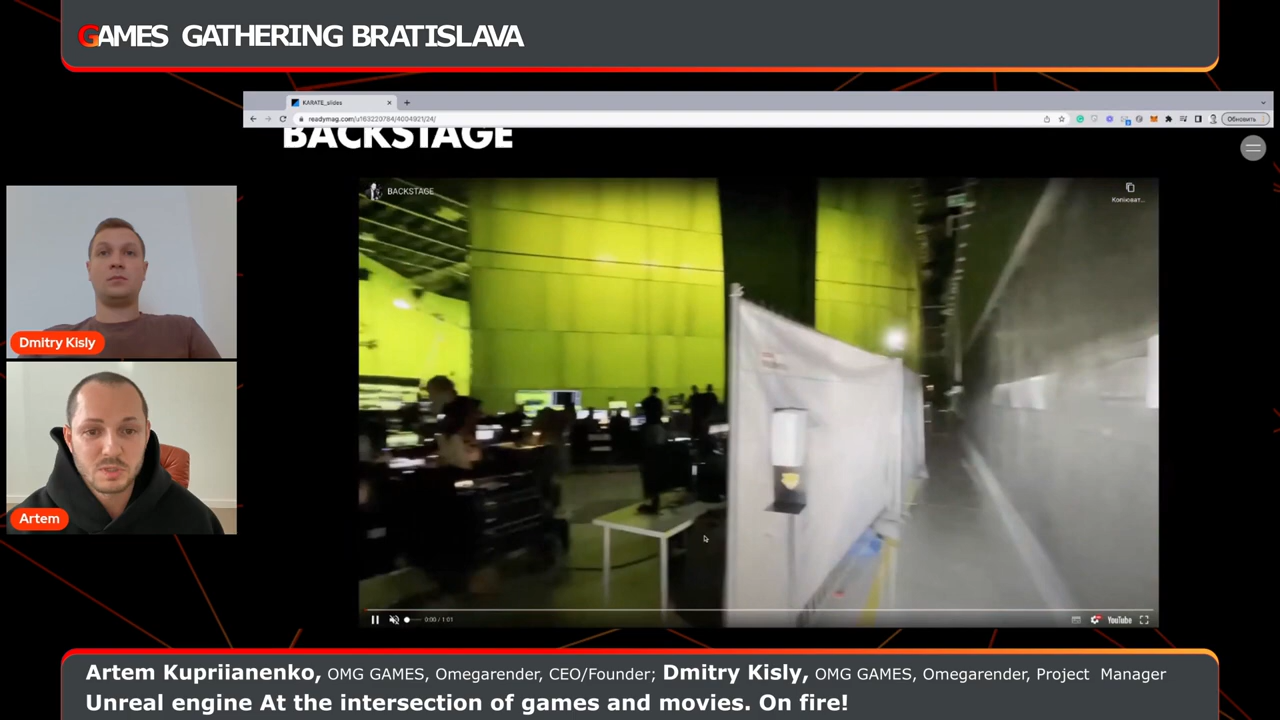 GAMES GATHERING BRATISLAVA
KARATE_slides
readymag.com/u163220784/4004921/24/
Обновить
BACKSTAGE
BACKSTAGE
Копіюват...
Dmitry Kisly
Artem
0:00 / 1:01
YouTube
Artem Kupriianenko, OMG GAMES, Omegarender, CEO/Founder; Dmitry Kisly, OMG GAMES, Omegarender, Project Manager
Unreal engine At the intersection of games and movies. On fire!